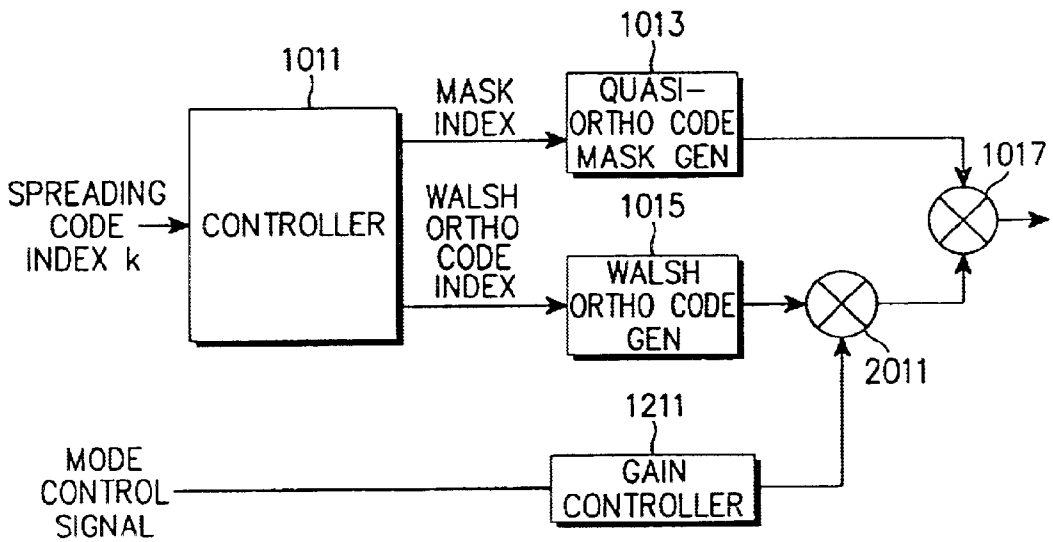 1011
1013
MASK
INDEX
QUASI-
ORTHO CODE
MASK GEN
1017
SPREADING
CODE
INDEX k
CONTROLLER
WALSH
ORTHO
CODE
INDEX
1015
WALSH
ORTHO CODE
GEN
2011
1211
MODE
CONTROL
SIGNAL
GAIN
CONTROLLER